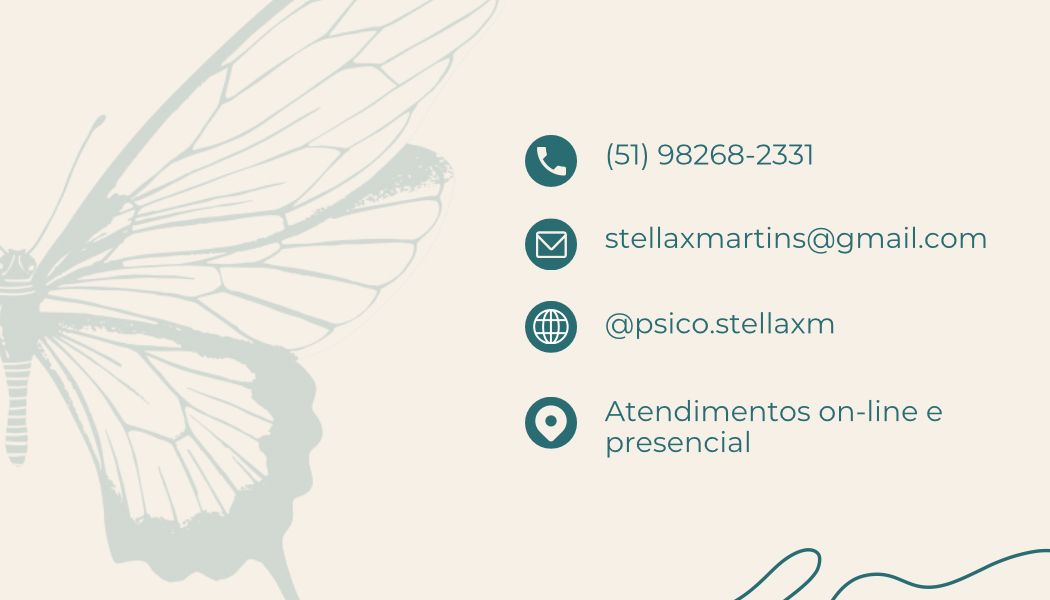 (51) 98268-2331
stellaxmartins@gmail.com
@psico.stellaxm
Atendimentos on-line e
presencial